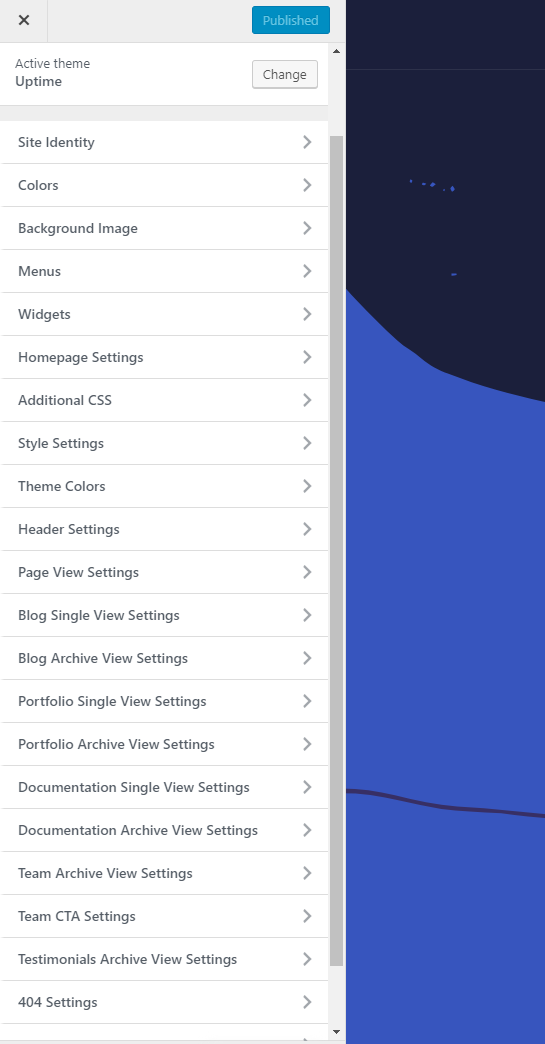 Published
Active theme
Uptime
Change
Site Identity
Colors
Background Image
Menus
Widgets
Homepage Settings
Additional CSS
Style Settings
Theme Colors
Header Settings
Page View Settings
Blog Single View Settings
Blog Archive View Settings
Portfolio Single View Settings
Portfolio Archive View Settings
Documentation Single View Settings
Documentation Archive View Settings
Team Archive View Settings
Team CTA Settings
Testimonials Archive View Settings
404 Settings